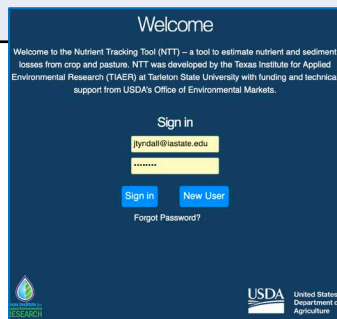 Welcome
Welcome to the Nutrient Tracking Tool (NTT) – a tool to estimate nutrient and sediment
losses from crop and pasture. NTT was developed by the Texas Institute for Applied
Environmental Research (TIAER) at Tarleton State University with funding and technical
support from USDA's Office of Environmental Markets.
Sign in
jtyndall@iastate.edu
••••••••
Sign in New User
Forgot Password?
RESEARCH
USDA
United States
Department of
Agriculture